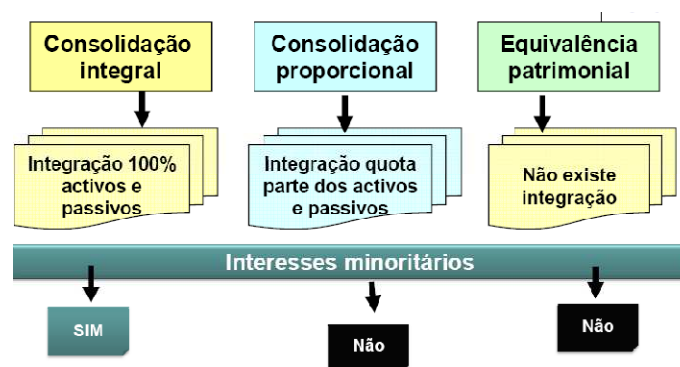 Consolidação
integral
Consolidação
proporcional
Equivalência
patrimonial
Integração 100%
activos e
passivos
Integração quota
parte dos activos
e passivos
Não existe
integração
Interesses minoritários
SIM
Não
Não